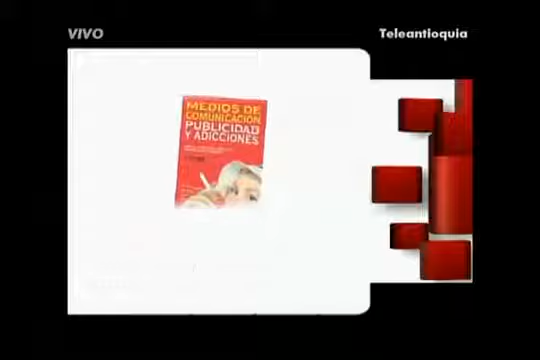 VIVO
Teleantioquia
MEDIOS DE
COMUNICACIÓN
PUBLICIDAD
Y ADICCIONES